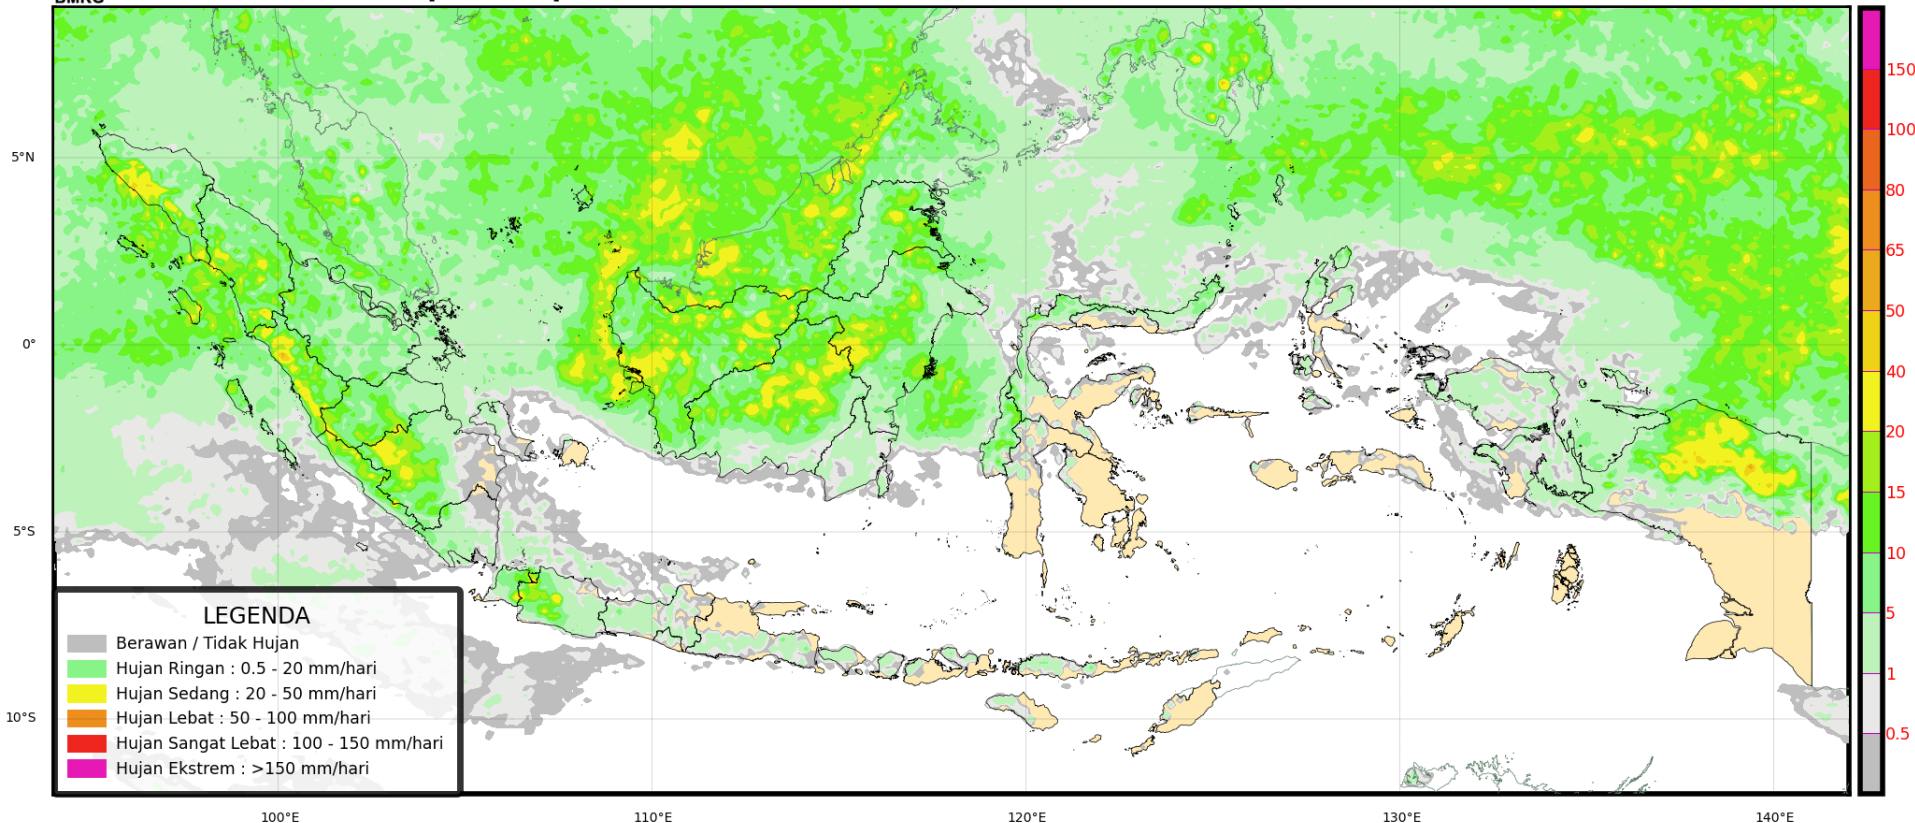 BMKG
150
100
80
65
50
40
20
15
10
5
1
0.5
5°N
0°
5°S
10°S
LEGENDA
Berawan / Tidak Hujan
Hujan Ringan : 0.5 - 20 mm/hari
Hujan Sedang : 20 - 50 mm/hari
Hujan Lebat : 50 - 100 mm/hari
Hujan Sangat Lebat : 100 - 150 mm/hari
Hujan Ekstrem : >150 mm/hari
100°E
110°E
120°E
130°E
140°E